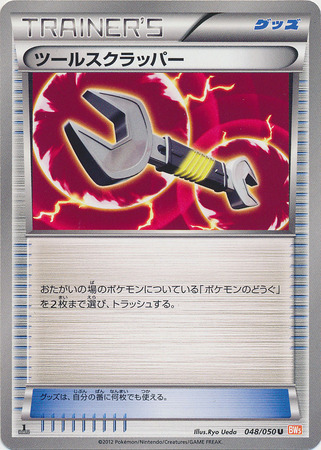 TRAINER'S
グッズ
ツールスクラッパー
おたがいの場のポケモンについている「ポケモンのどうぐ」
を2枚まで選び、トラッシュする。
グッズは、自分の番に何枚でも使える。
Illus.Ryo Ueda 048/050 U
©2012 Pokémon/Nintendo/Creatures/GAME FREAK.